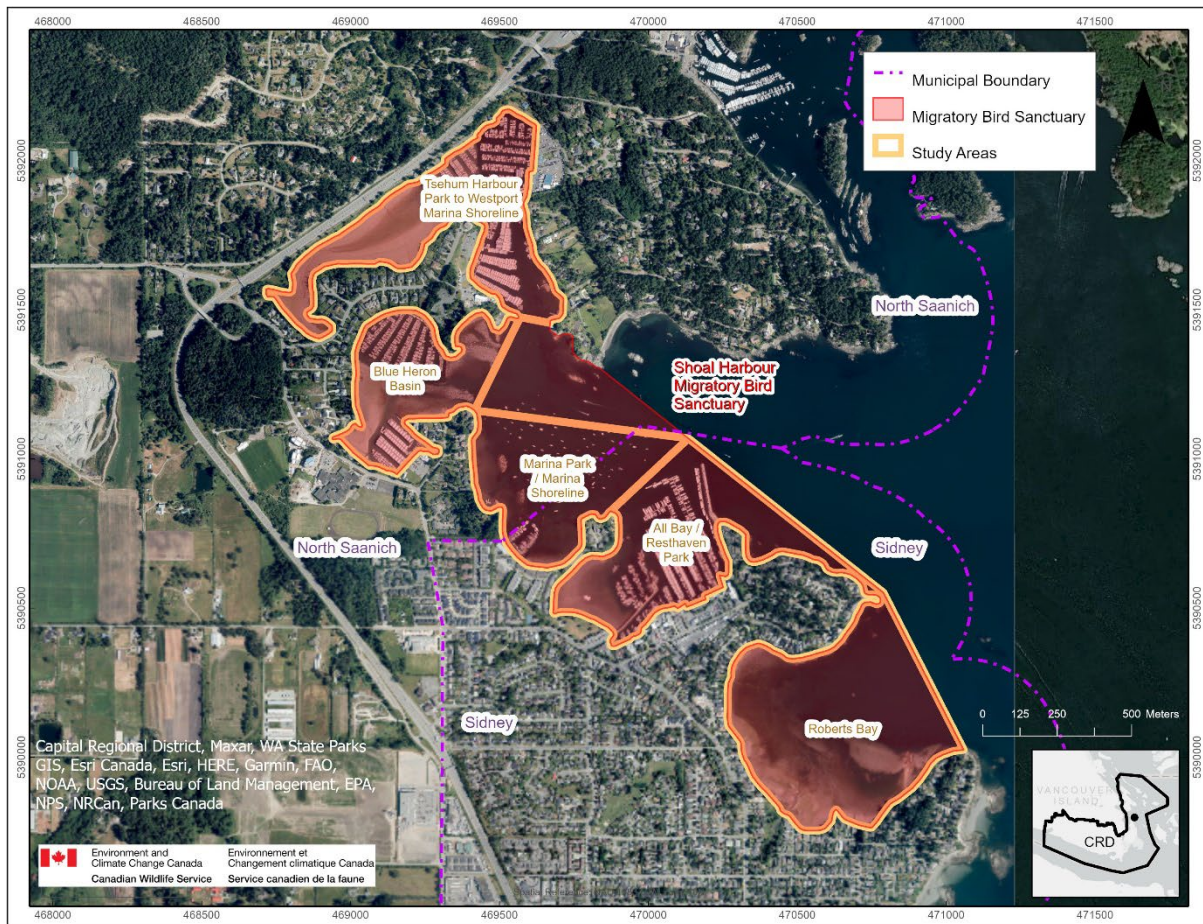 468000 468500 469000 469500 470000 470500 471000 471500
Municipal Boundary
Migratory Bird Sanctuary
Study Areas
N
5392000
5391500
5391000
5390500
5390000
5392000
5391500
5391000
5390500
5390000
Tsehum Harbour
Park to Westport
Marina Shoreline
North Saanich
Shoal Harbour
Migratory Bird
Sanctuary
Blue Heron
Basin
Marina Park
/ Marina
Shoreline
All Bay /
Resthaven
Park
North Saanich
Sidney
Sidney
Roberts Bay
0 125 250 500 Meters
Capital Regional District, Maxar, WA State Parks
GIS, Esri Canada, Esri, HERE, Garmin, FAO,
NOAA, USGS, Bureau of Land Management, EPA,
NPS, NRCan, Parks Canada
VANCOUVER
ISLAND
CRD
Environment and
Climate Change Canada
Canadian Wildlife Service
Environnement et
Changement climatique Canada
Service canadien de la faune
468000 468500 469000 469500 470000 470500 471000 471500